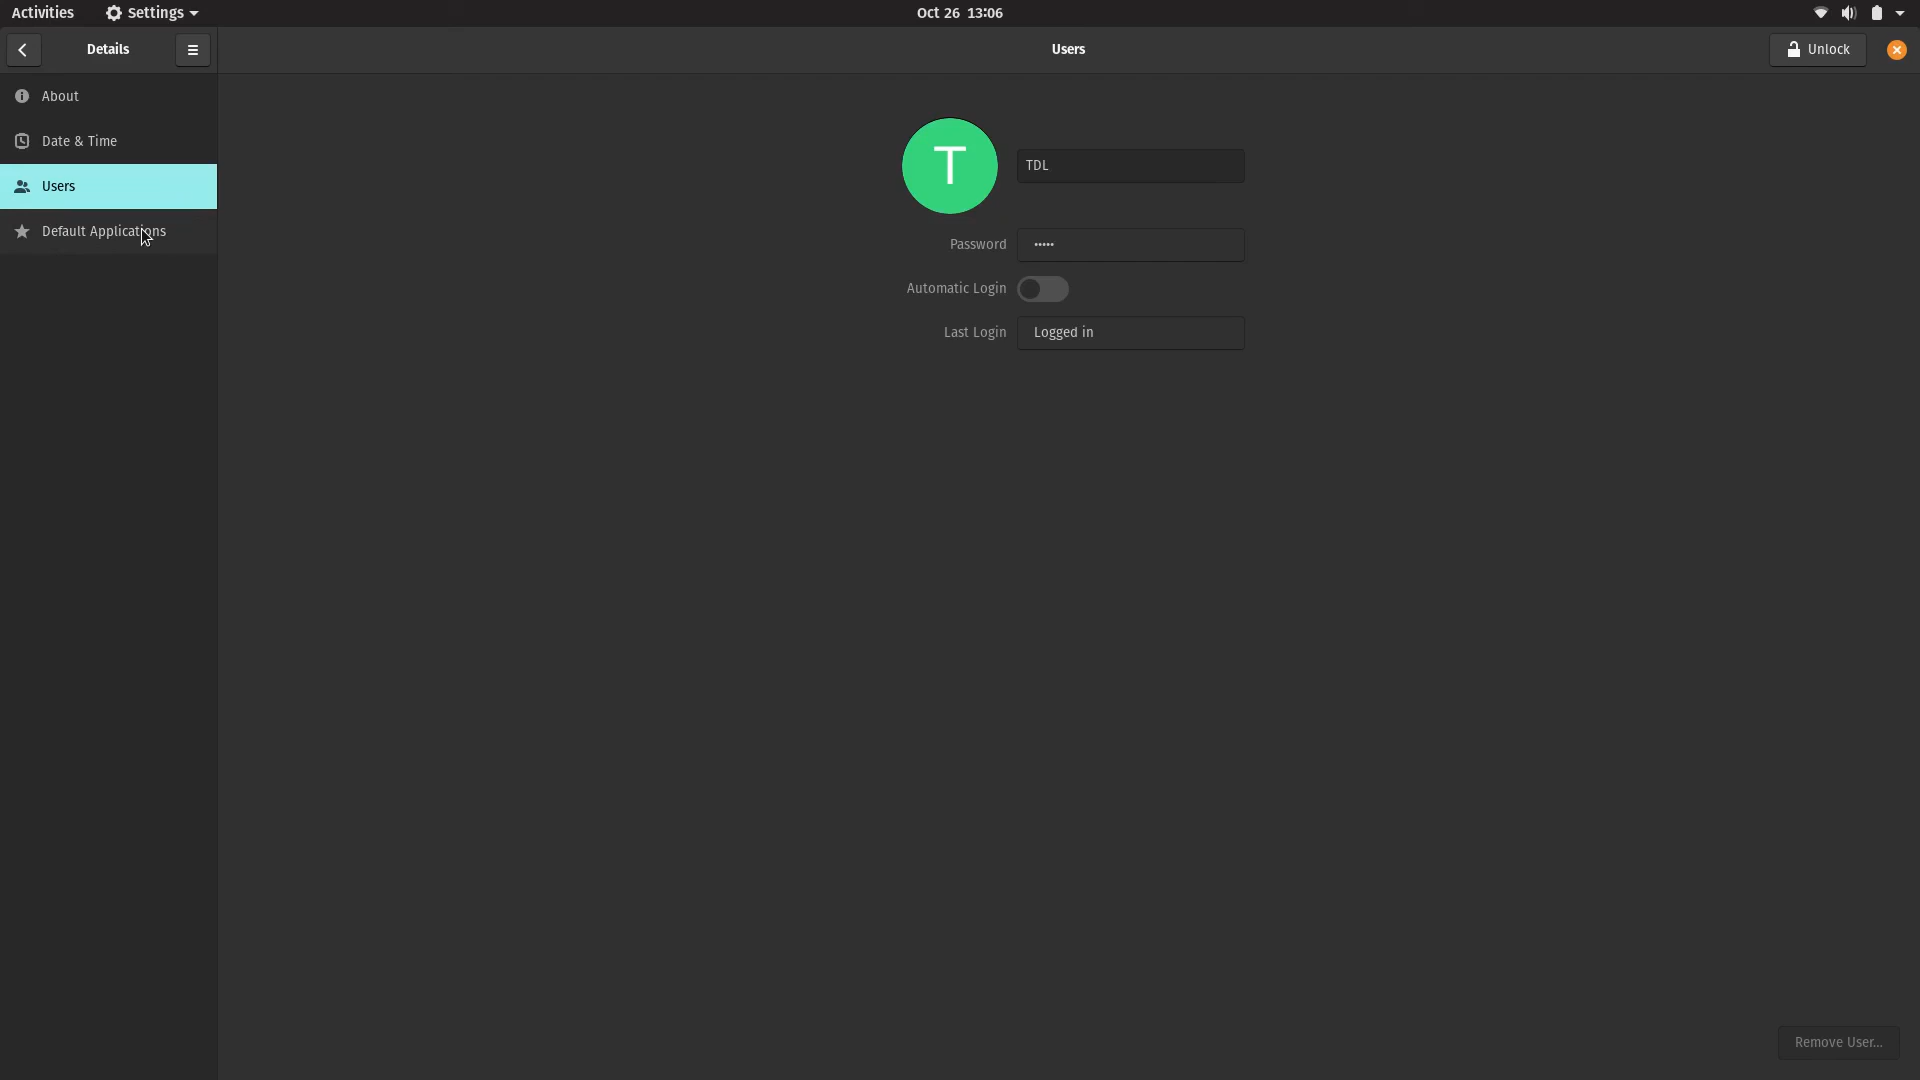 Activities
Settings
Oct 26 13:06
Details
Users
Unlock
About
Date & Time
Users
Default Applications
T
TDL
Password
•••••
Automatic Login
Last Login
Logged in
Remove User...